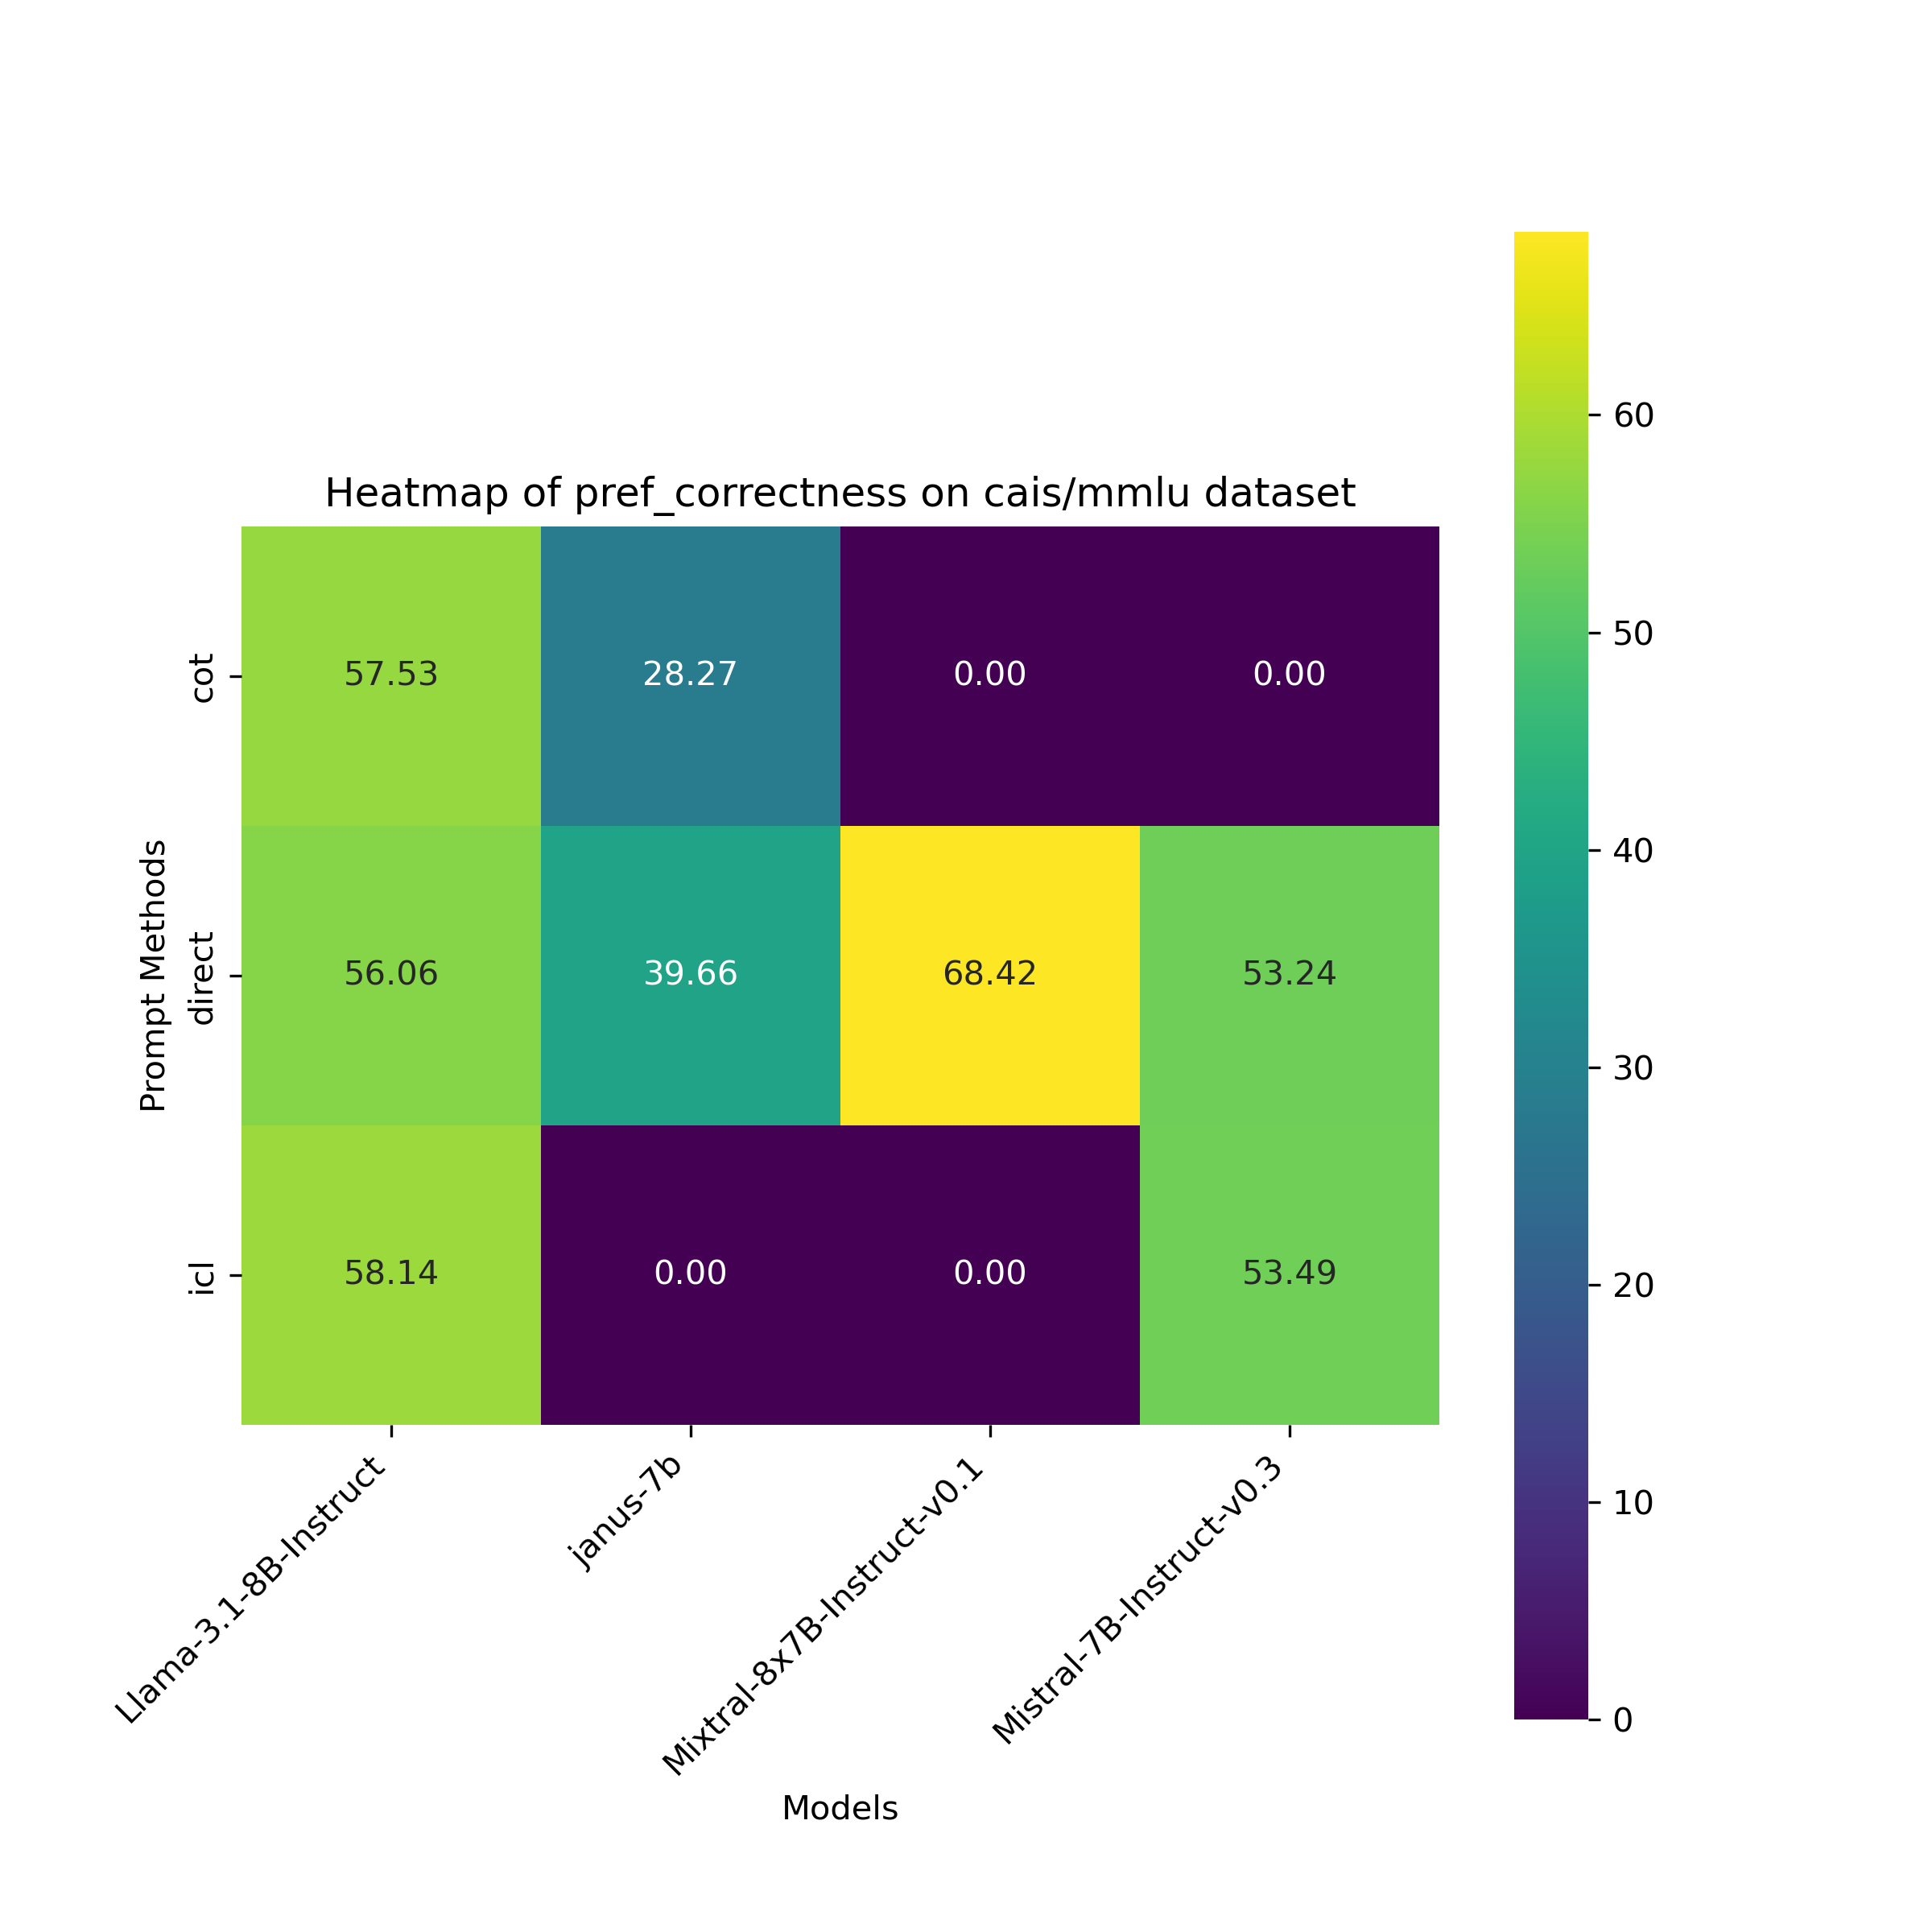 Heatmap of pref_correctness on cais/mmlu dataset
Prompt Methods
cot
57.53 28.27 0.00 0.00
direct
56.06 39.66 68.42 53.24
icl
58.14 0.00 0.00 53.49
Llama-3.1-8B-Instruct
janus-7b
Mixtral-8x7B-Instruct-v0.1
Mistral-7B-Instruct-v0.3
Models
60
50
40
30
20
10
0